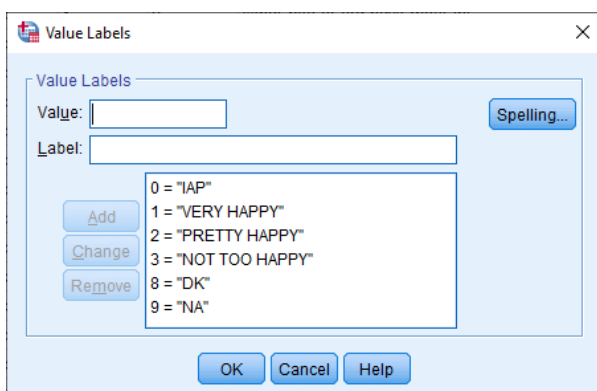 Value Labels
Value Labels
Value:
Spelling...
Label:
0 = "IAP"
1 = "VERY HAPPY"
2 = "PRETTY HAPPY"
3 = "NOT TOO HAPPY"
8 = "DK"
9 = "NA"
Add
Change
Remove
OK Cancel Help